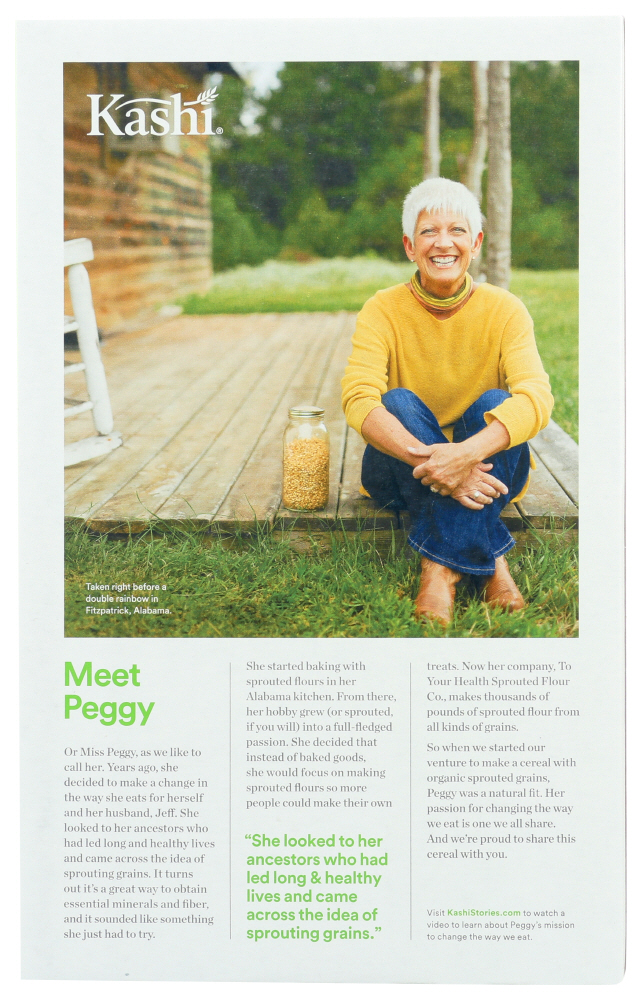 Kashi®
Taken right before a
double rainbow in
Fitzpatrick, Alabama.
Meet
Peggy
Or Miss Peggy, as we like to
call her. Years ago, she
decided to make a change in
the way she eats for herself
and her husband, Jeff. She
looked to her ancestors who
had led long and healthy lives
and came across the idea of
sprouting grains. It turns
out it's a great way to obtain
essential minerals and fiber,
and it sounded like something
she just had to try.
She started baking with
sprouted flours in her
Alabama kitchen. From there,
her hobby grew (or sprouted,
if you will) into a full-fledged
passion. She decided that
instead of baked goods,
she would focus on making
sprouted flours so more
people could make their own
“She looked to her
ancestors who had
led long & healthy
lives and came
across the idea of
sprouting grains.”
treats. Now her company, To
Your Health Sprouted Flour
Co., makes thousands of
pounds of sprouted flour from
all kinds of grains.
So when we started our
venture to make a cereal with
organic sprouted grains,
Peggy was a natural fit. Her
passion for changing the way
we eat is one we all share.
And we're proud to share this
cereal with you.
Visit KashiStories.com to watch a
video to learn about Peggy's mission
to change the way we eat.